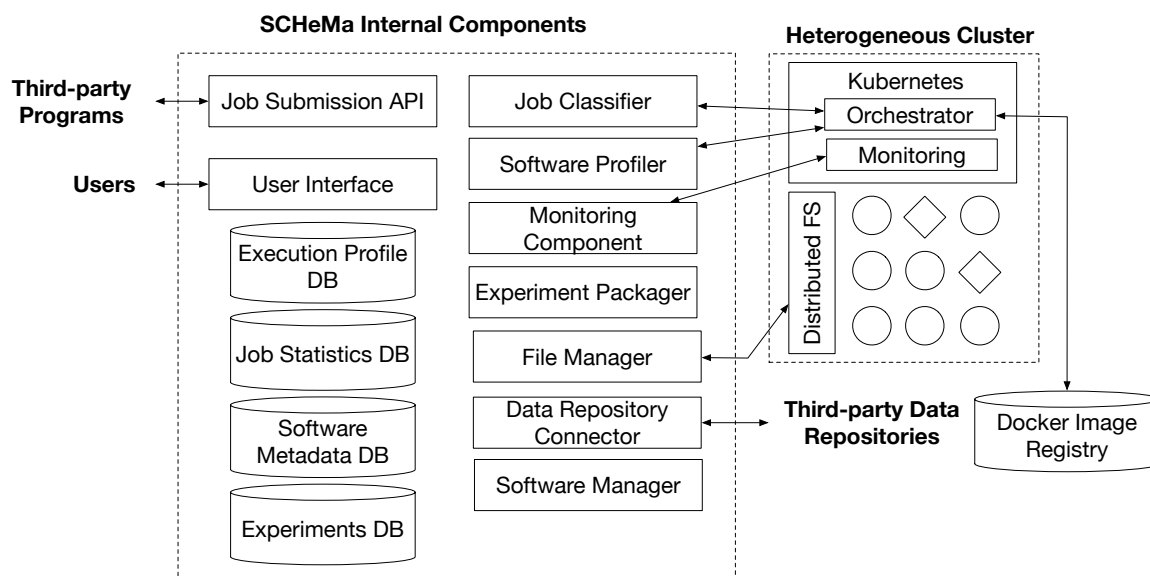 SCHeMa Internal Components
Heterogeneous Cluster
Third-party
Programs
Users
Job Submission API
User Interface
Execution Profile
DB
Job Statistics DB
Software
Metadata DB
Experiments DB
Job Classifier
Software Profiler
Monitoring
Component
Experiment Packager
File Manager
Data Repository
Connector
Software Manager
Kubernetes
Orchestrator
Monitoring
Distributed FS
Third-party Data
Repositories
Docker Image
Registry